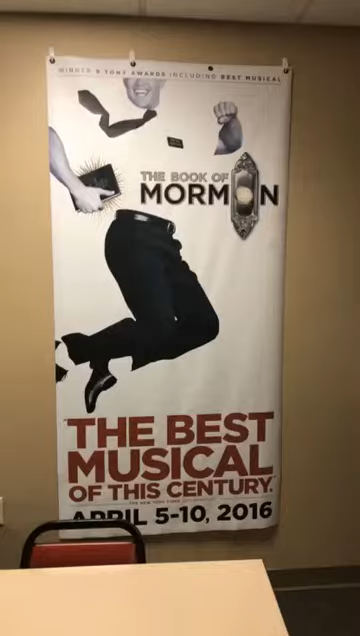 WINNER 9 TONY AWARDS INCLUDING BEST MUSICAL
THE BOOK OF
MORMON
"THE BEST
MUSICAL
OF THIS CENTURY."
THE NEW YORK TIMES
APRIL 5-10, 2016